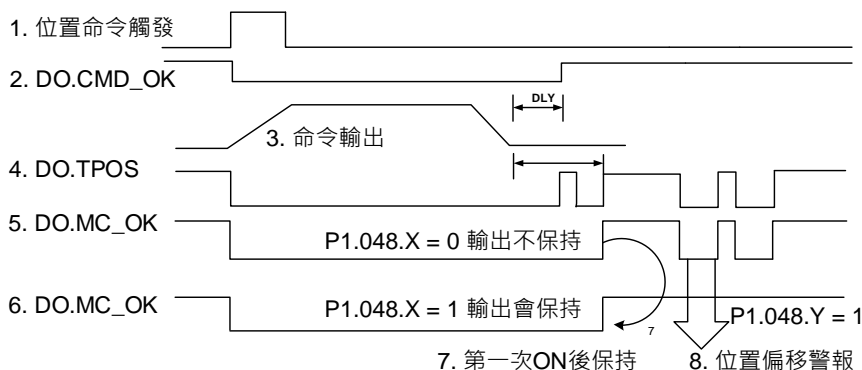 1. 位置命令觸發
2. DO.CMD_OK
DLY
3. 命令輸出
4. DO.TPOS
5. DO.MC_OK
P1.048.X = 0 輸出不保持
6. DO.MC_OK
P1.048.X = 1 輸出會保持
7
P1.048.Y = 1
7. 第一次ON後保持
8. 位置偏移警報